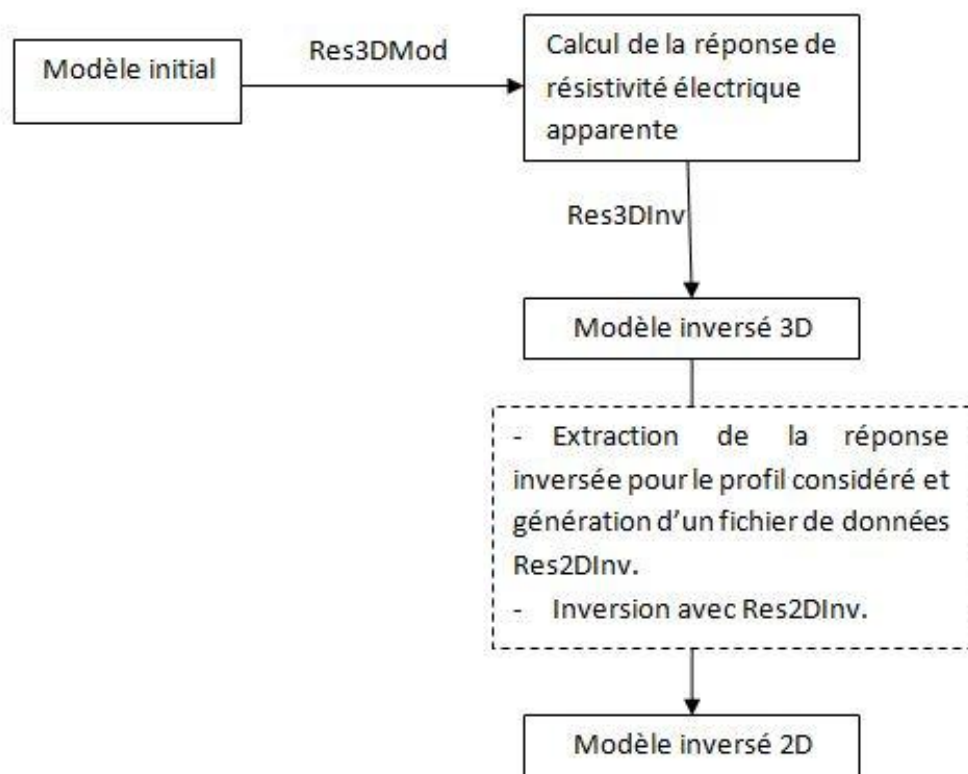 Modèle initial
Res3DMod
Calcul de la réponse de
résistivité électrique
apparente
Res3DInv
Modèle inversé 3D
- Extraction de la réponse
inversée pour le profil considéré et
génération d'un fichier de données
Res2DInv.
- Inversion avec Res2DInv.
Modèle inversé 2D